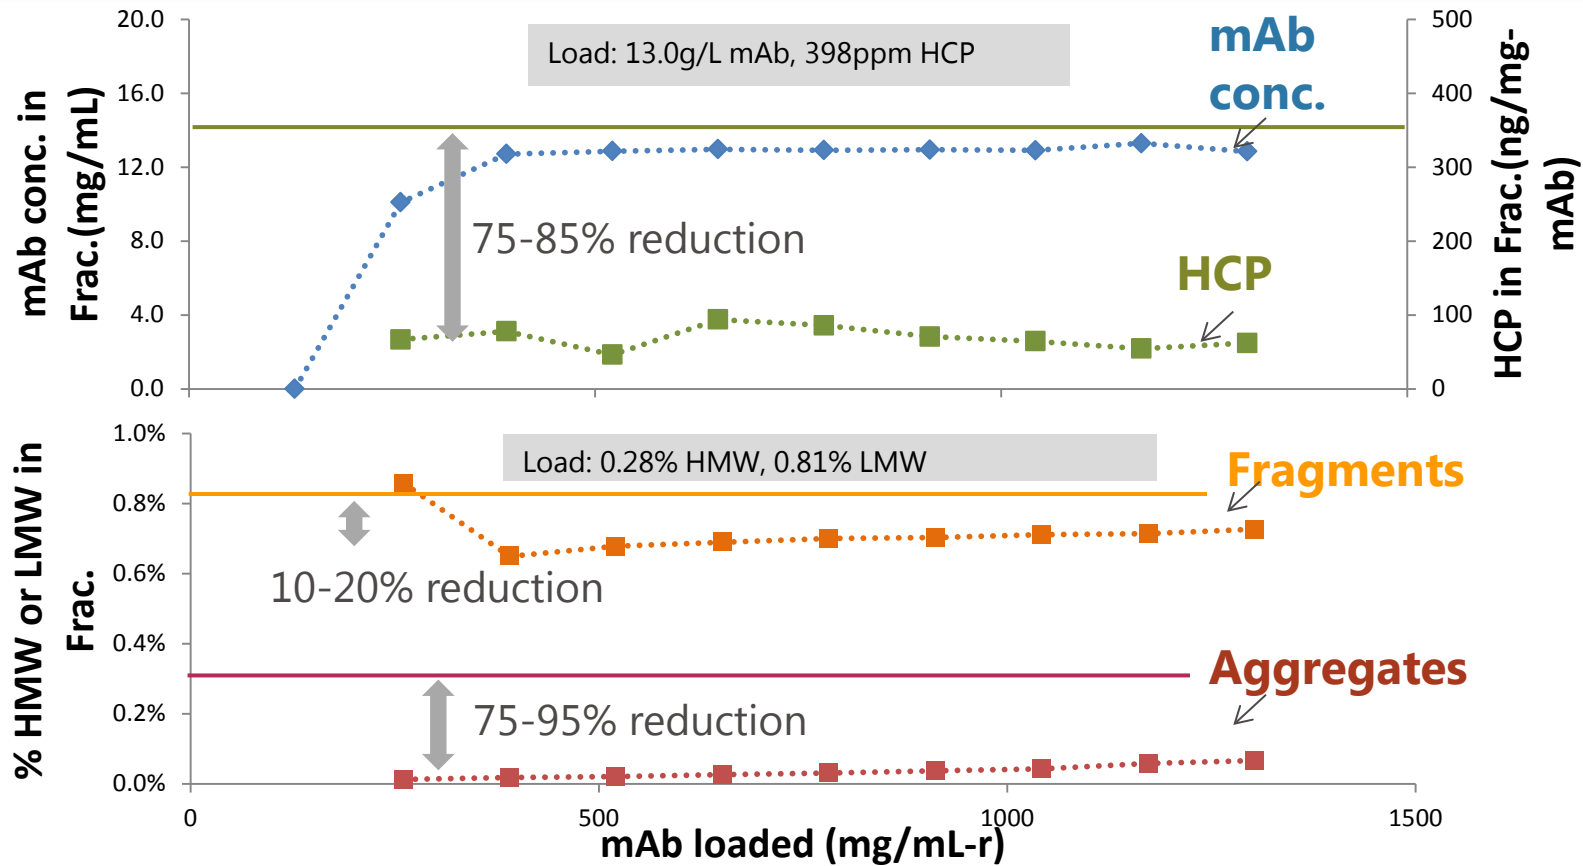 20.0
16.0
12.0
8.0
4.0
0.0
mAb conc. in
Frac.(mg/mL)
Load: 13.0g/L mAb, 398ppm HCP
mAb
conc.
75-85% reduction
HCP
500
400
300
200
100
0
HCP in Frac.(ng/mg-
mAb)
1.0%
0.8%
0.6%
0.4%
0.2%
0.0%
% HMW or LMW in
Frac.
Load: 0.28% HMW, 0.81% LMW
Fragments
10-20% reduction
Aggregates
75-95% reduction
0
500
1000
1500
mAb loaded (mg/mL-r)